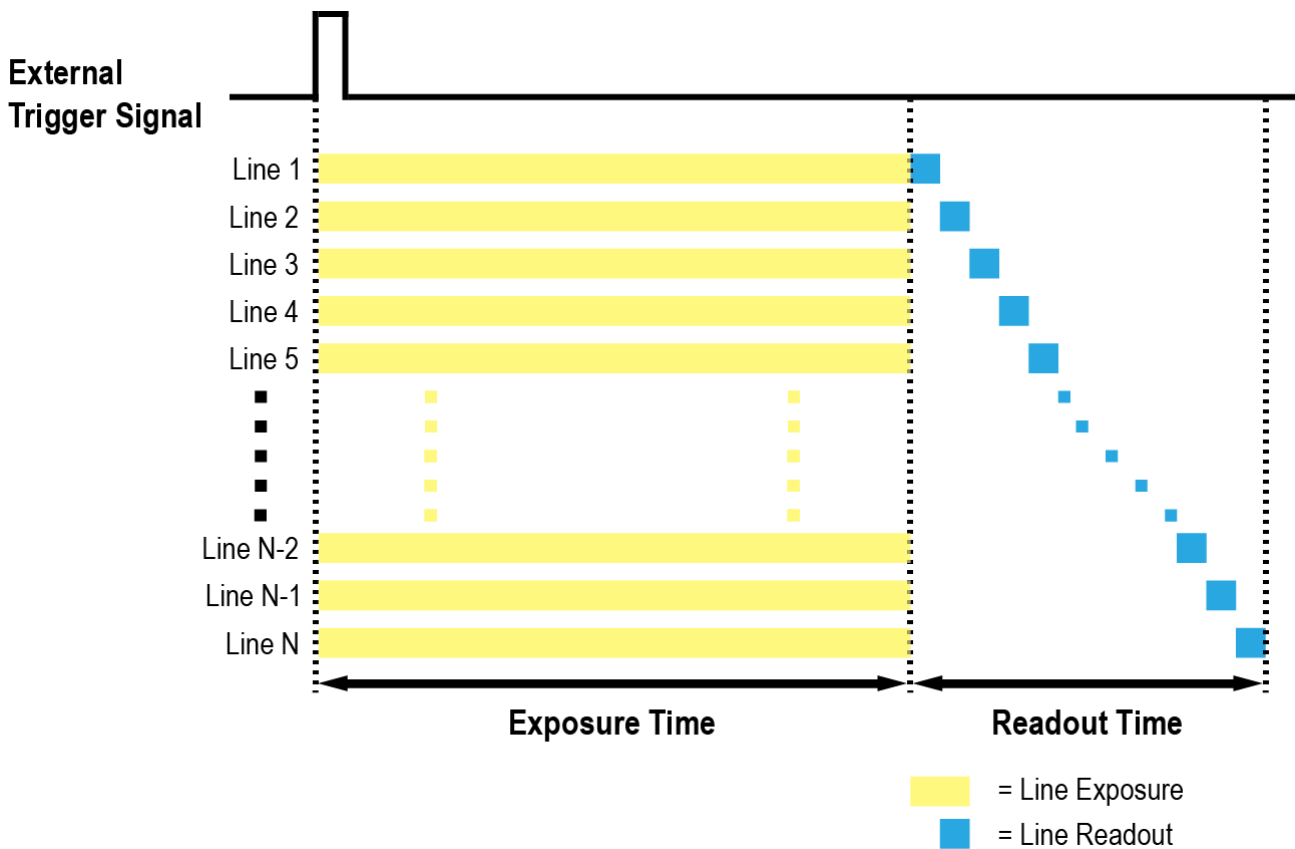 External
Trigger Signal
Line 1
Line 2
Line 3
Line 4
Line 5
Line N-2
Line N-1
Line N
Exposure Time
Readout Time
= Line Exposure
= Line Readout